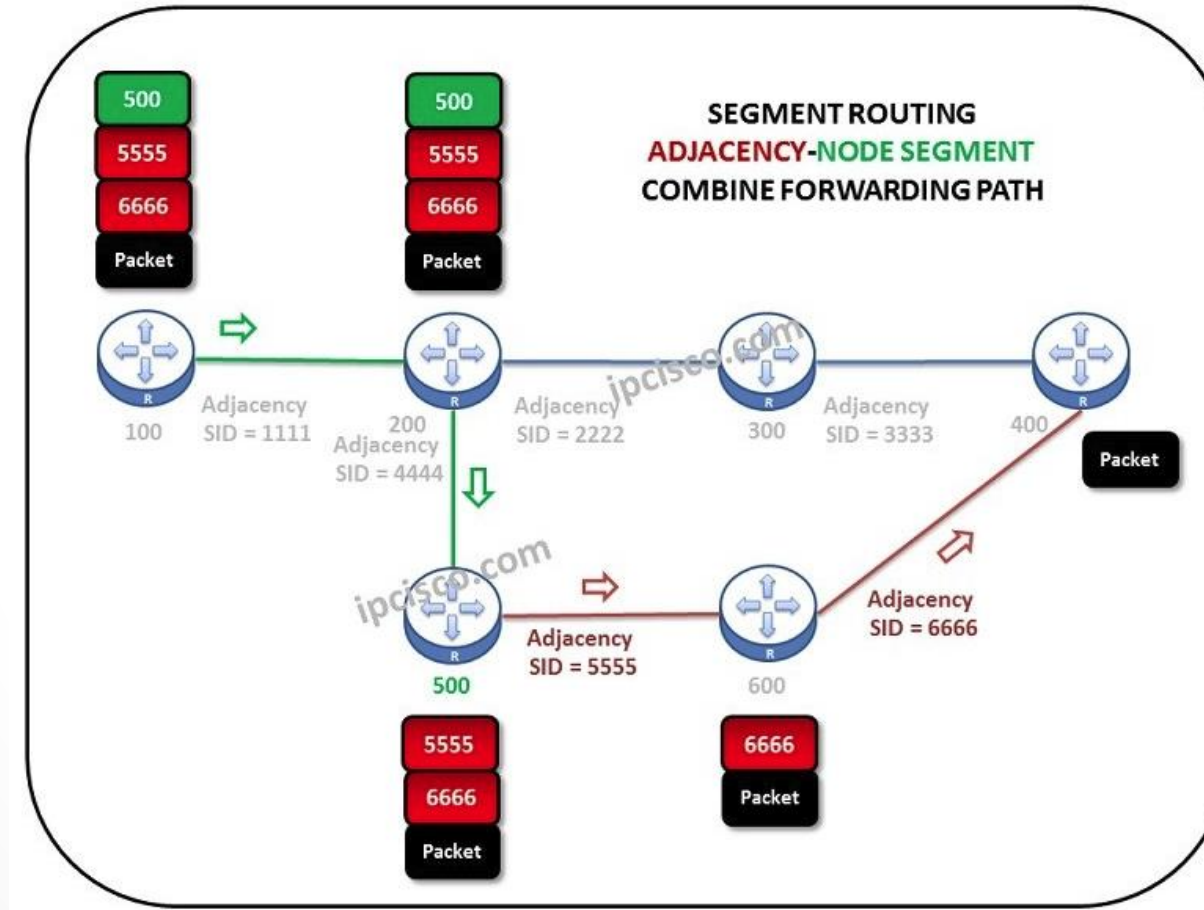 SEGMENT ROUTING
ADJACENCY-NODE SEGMENT
COMBINE FORWARDING PATH
500
5555
6666
Packet
500
5555
6666
Packet
R
R
R
R
100
Adjacency
SID = 1111
200
Adjacency
SID = 4444
Adjacency
SID = 2222
ipcisco.com
300
Adjacency
SID = 3333
400
Packet
ipcisco.com
R
500
Adjacency
SID = 5555
R
600
Adjacency
SID = 6666
5555
6666
Packet
6666
Packet